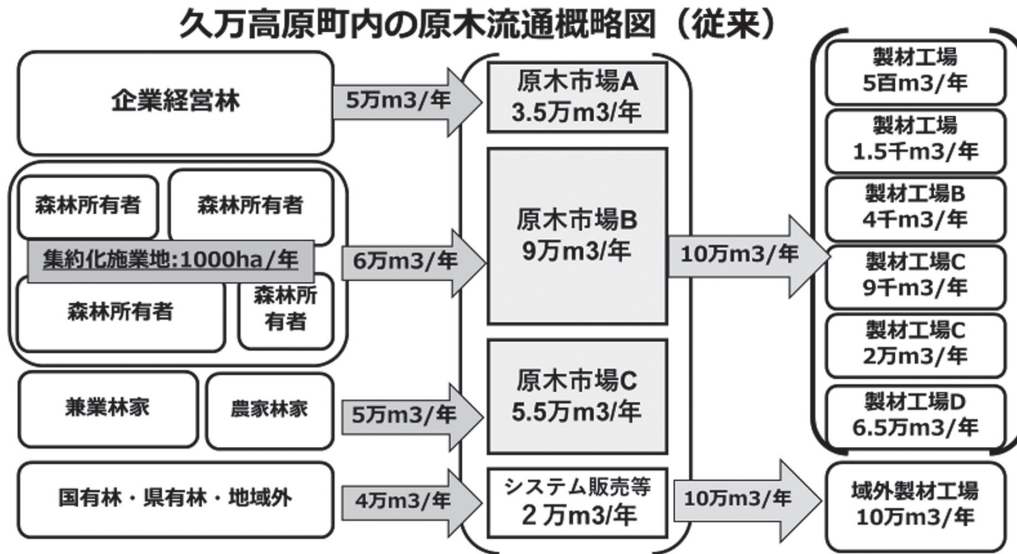 久万高原町内の原木流通概略図（従来）
企業経営林
5万m3/年
原木市場A
3.5万m3/年
製材工場
5百m3/年
製材工場
1.5千m3/年
森林所有者
森林所有者
集約化施業地:1000ha/年
森林所有者
森林所
有者
6万m3/年
原木市場B
9万m3/年
10万m3/年
製材工場B
4千m3/年
製材工場C
9千m3/年
製材工場C
2万m3/年
兼業林家
農家林家
5万m3/年
原木市場C
5.5万m3/年
製材工場D
6.5万m3/年
国有林・県有林・地域外
4万m3/年
システム販売等
２万m3/年
10万m3/年
域外製材工場
10万m3/年